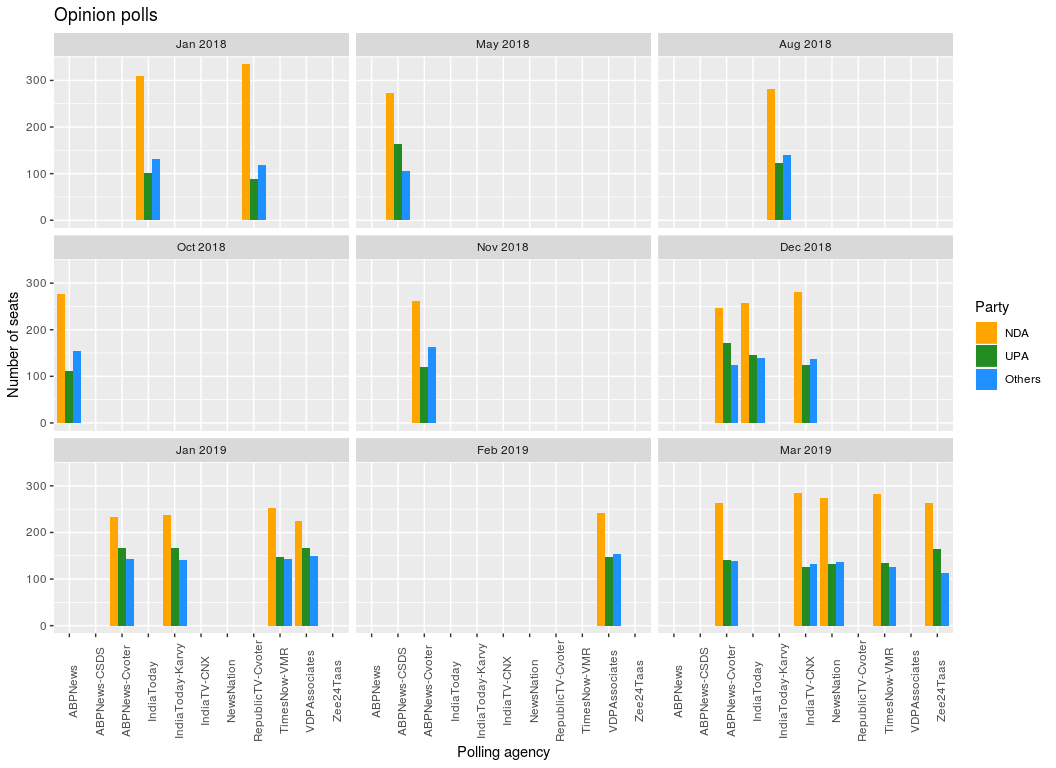 Opinion polls
Jan 2018
May 2018
Aug 2018
300
200
100
0
Oct 2018
Nov 2018
Dec 2018
300
200
100
0
Jan 2019
Feb 2019
Mar 2019
300
200
100
0
Number of seats
ABPNews
ABPNews-CSDS
ABPNews-Cvoter
IndiaToday
IndiaToday-Karvy
IndiaTV-CNX
NewsNation
RepublicTV-Cvoter
TimesNow-VMR
VDPAssociates
Zee24Taas
ABPNews
ABPNews-CSDS
ABPNews-Cvoter
IndiaToday
IndiaToday-Karvy
IndiaTV-CNX
NewsNation
RepublicTV-Cvoter
TimesNow-VMR
VDPAssociates
Zee24Taas
ABPNews
ABPNews-CSDS
ABPNews-Cvoter
IndiaToday
IndiaToday-Karvy
IndiaTV-CNX
NewsNation
RepublicTV-Cvoter
TimesNow-VMR
VDPAssociates
Zee24Taas
Polling agency
Party
NDA
UPA
Others